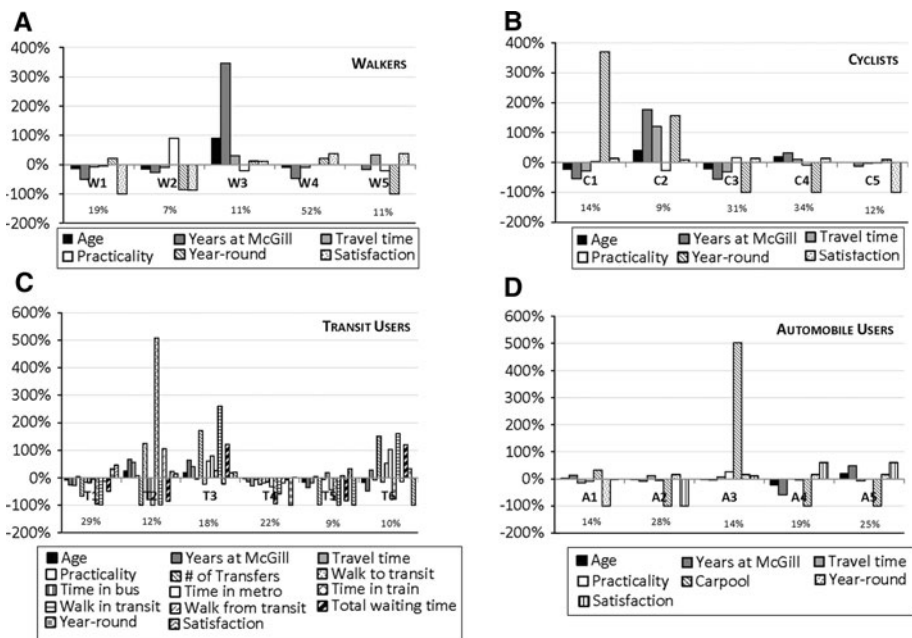 A
WALKERS
400%
300%
200%
100%
0%
-100%
-200%
W1 W2 W3 W4 W5
19% 7% 11% 52% 11%
Age Years at McGill Travel time
Practicality Year-round Satisfaction
B
CYCLISTS
400%
300%
200%
100%
0%
-100%
-200%
C1 C2 C3 C4 C5
14% 9% 31% 34% 12%
Age Years at McGill Travel time
Practicality Year-round Satisfaction
C
TRANSIT USERS
600%
500%
400%
300%
200%
100%
0%
-100%
-200%
T1 T2 T3 T4 T5 T6
29% 12% 18% 22% 9% 10%
Age Years at McGill Travel time
Practicality # of Transfers Walk to transit
Time in bus Time in metro Time in train
Walk in transit Walk from transit Total waiting time
Year-round Satisfaction
D
AUTOMOBILE USERS
600%
500%
400%
300%
200%
100%
0%
-100%
-200%
A1 A2 A3 A4 A5
14% 28% 14% 19% 25%
Age Years at McGill Travel time
Practicality Carpool Year-round
Satisfaction